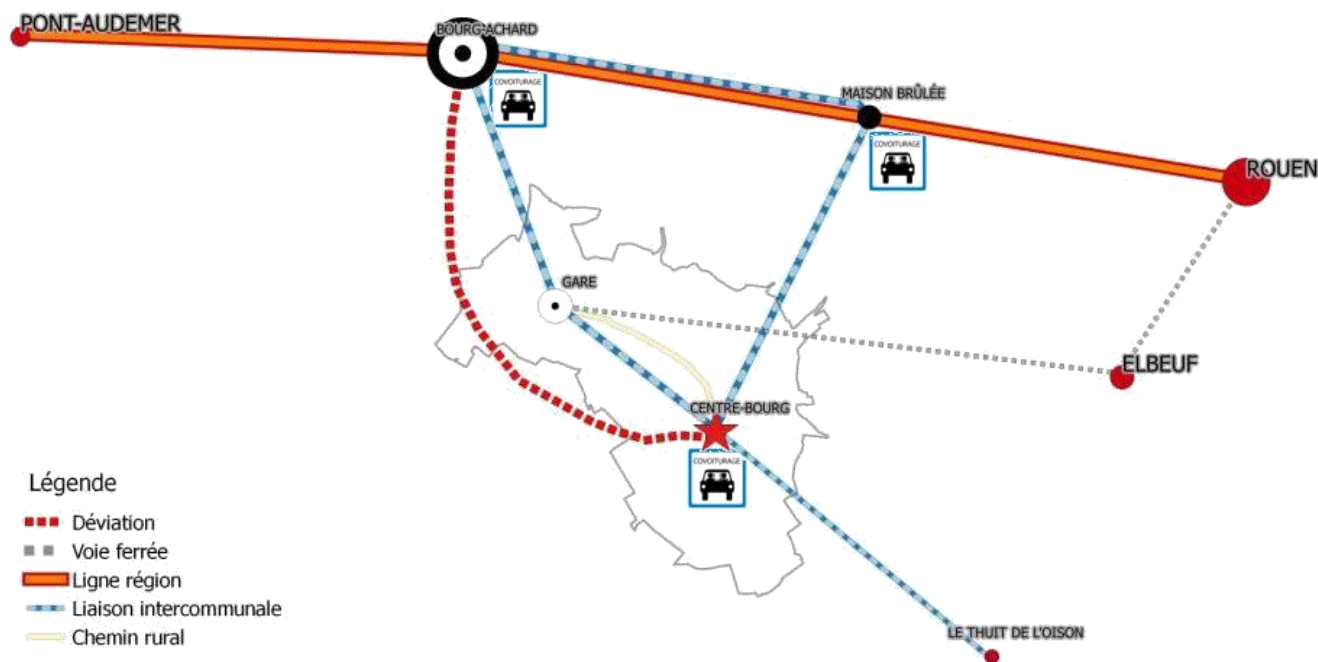 PONT-AUDEMER
BOURG-ACHARD
COVOITURAGE
MAISON BRÛLÉE
COVOITURAGE
ROUEN
GARE
ELBEUF
CENTRE-BOURG
COVOITURAGE
LE THUIT DE L'OISON
Légende
Déviation
Voie ferrée
Ligne région
Liaison intercommunale
Chemin rural